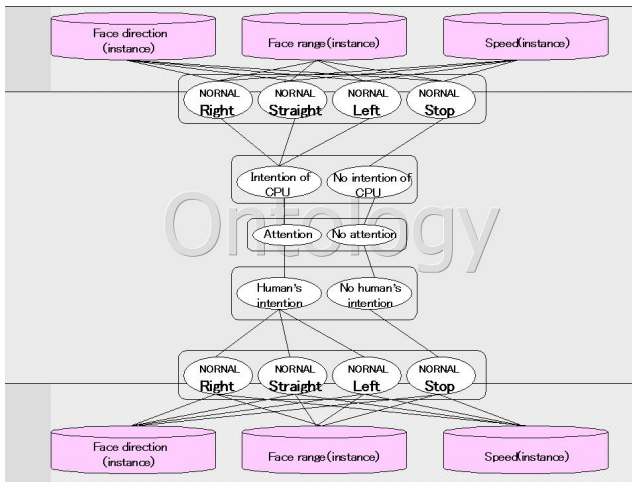 Face direction
(instance)
Face range(instance)
Speed(instance)
NORNAL
Right
NORNAL
Straight
NORNAL
Left
NORNAL
Stop
Intention of
CPU
No intention of
CPU
Ontology
Attention
No attention
Human's
intention
No human's
intention
NORNAL
Right
NORNAL
Straight
NORNAL
Left
NORNAL
Stop
Face direction
(instance)
Face range(instance)
Speed(instance)